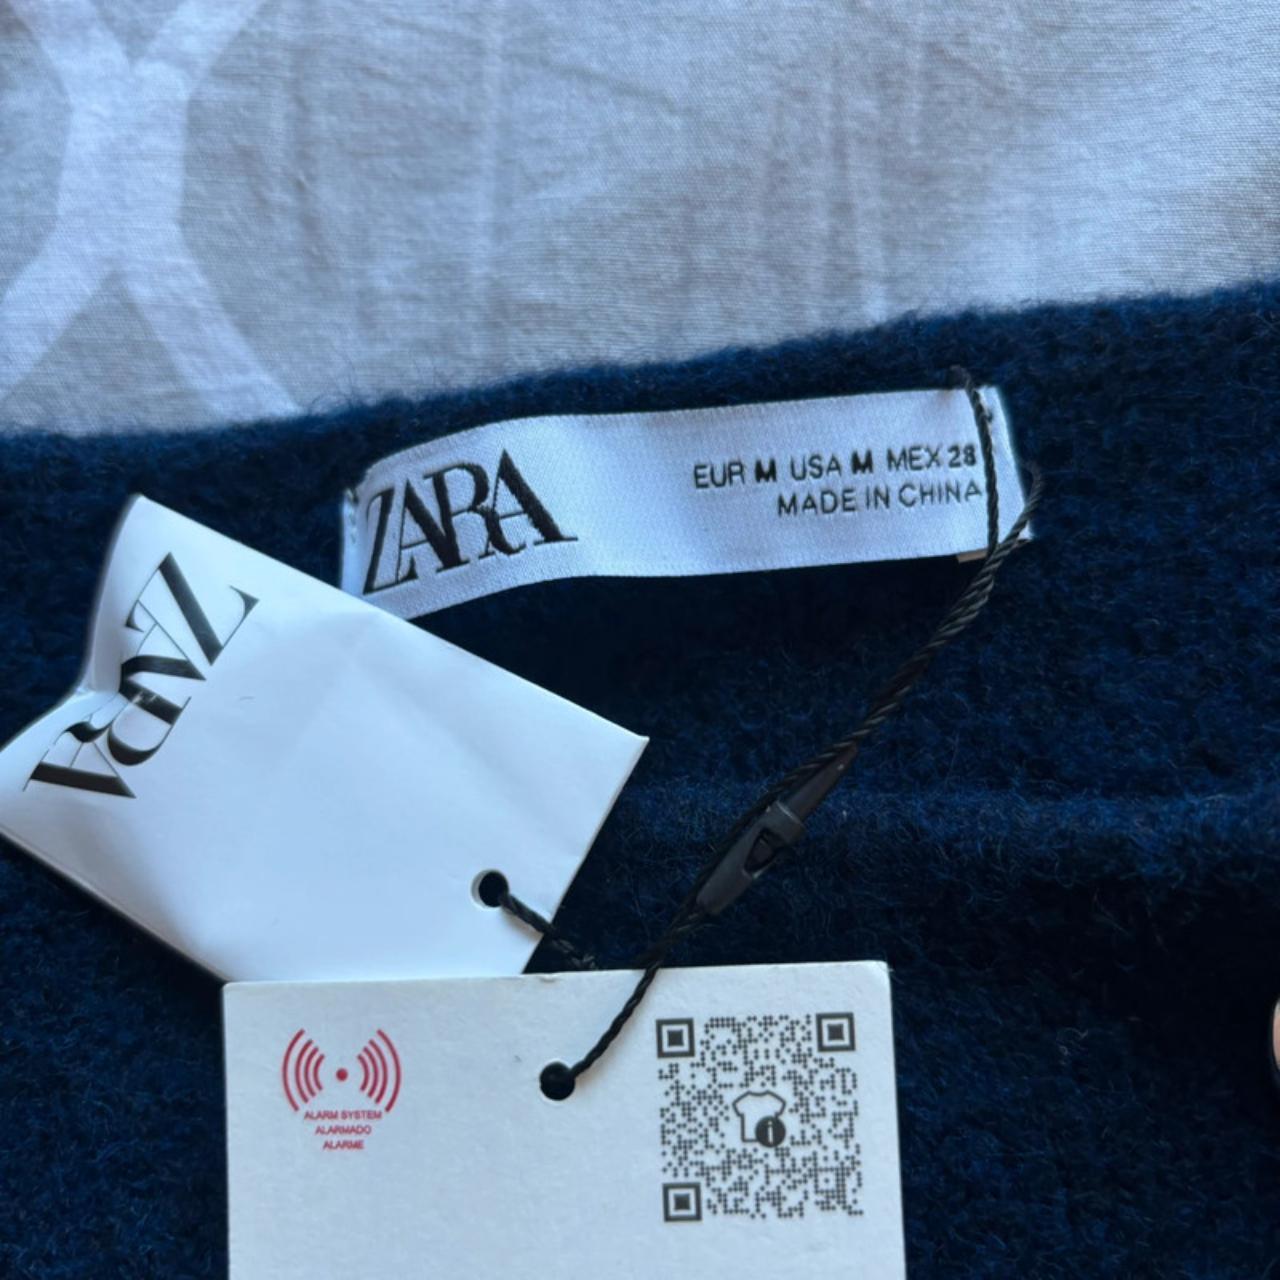 ZARA
EUR M USA M MEX 28
MADE IN CHINA
ZARA
ALARM SYSTEM
ALARMADO
ALARME
i